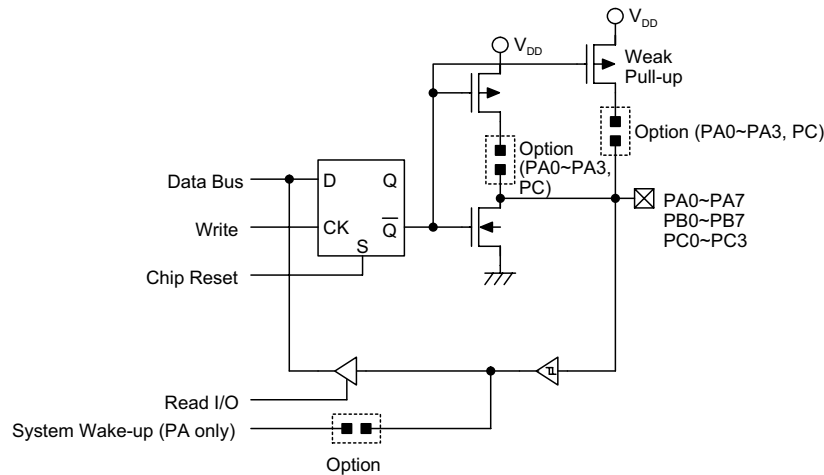 V_DD
V_DD
Weak
Pull-up
Option
(PA0~PA3,
PC)
Option (PA0~PA3, PC)
Data Bus
D
Q
Write
CK
Q̅
S
Chip Reset
PA0~PA7
PB0~PB7
PC0~PC3
Read I/O
System Wake-up (PA only)
Option